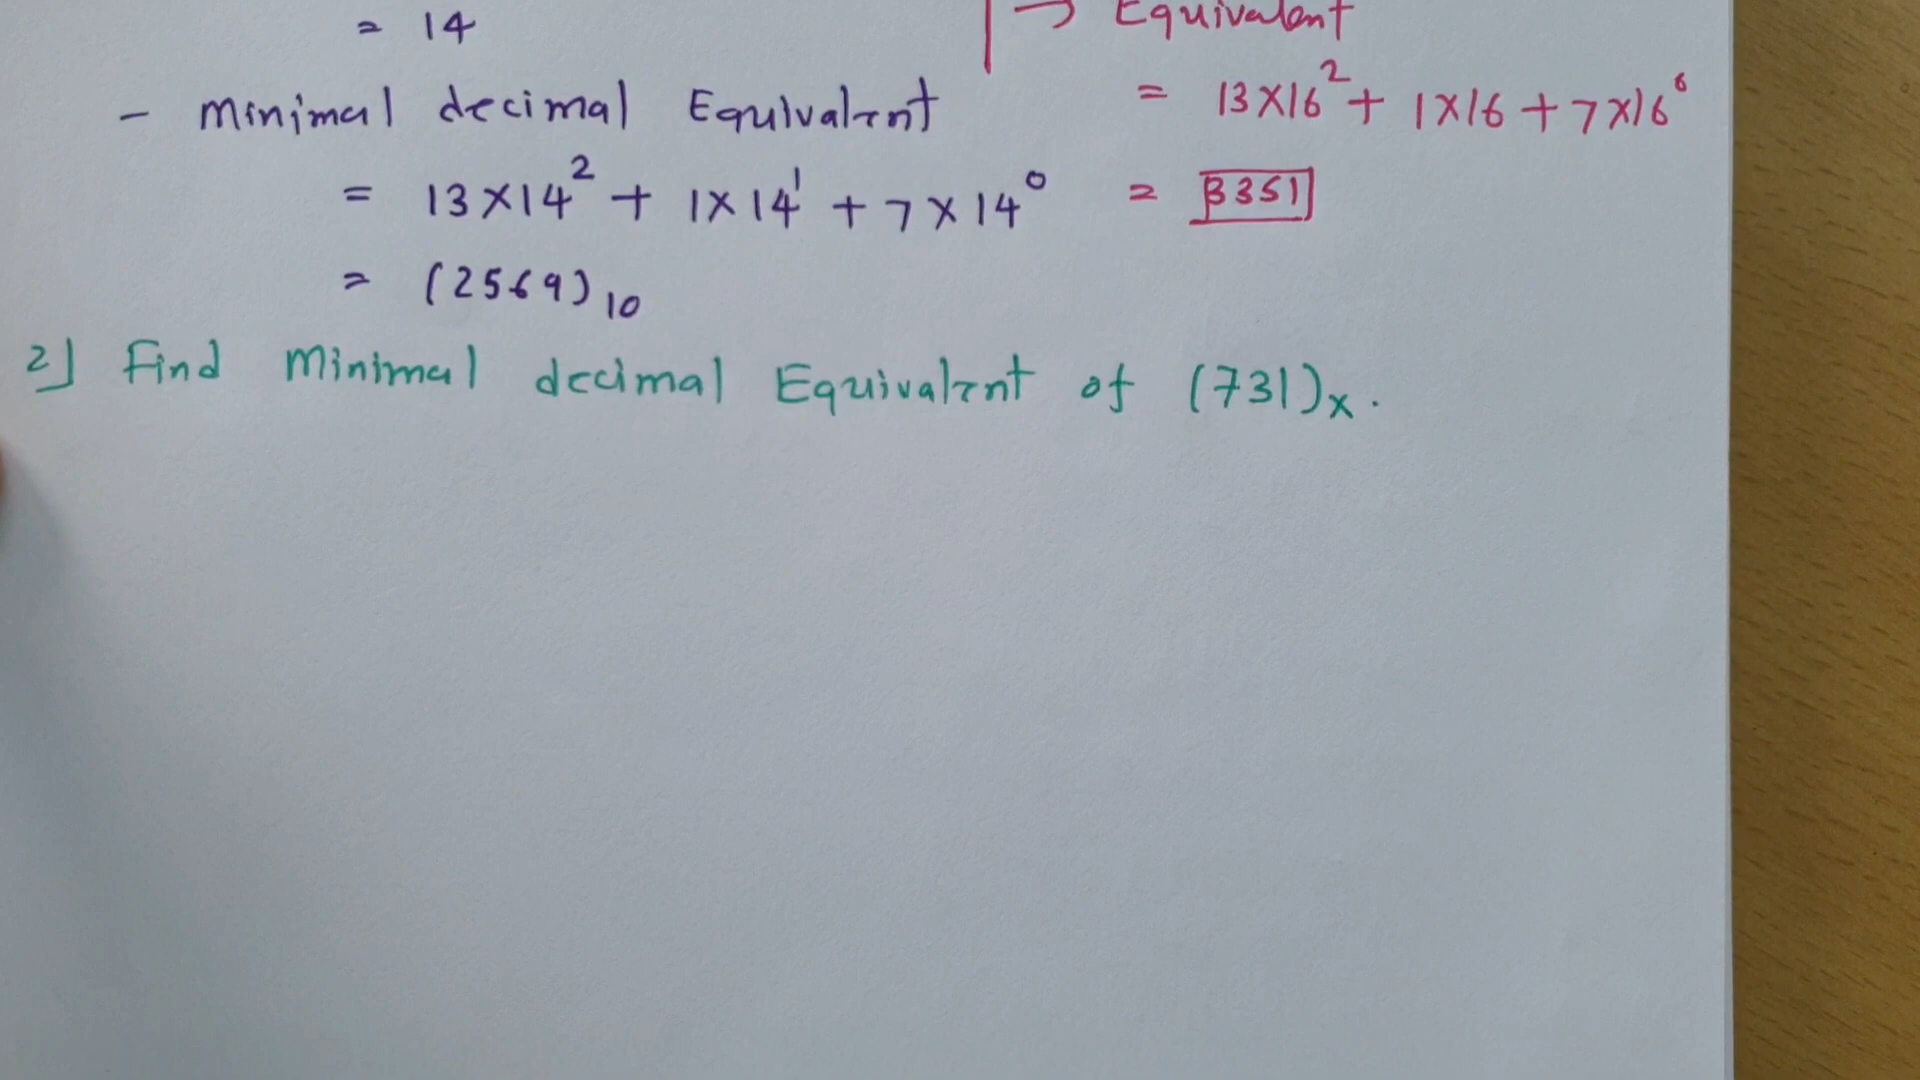 = 14
→ Equivalent
- Minimal decimal Equivalent
= 13×14² + 1×14¹ + 7×14⁰
= (2569)₁₀
= 13×16² + 1×16 + 7×16⁰
= 3351
2] Find Minimal decimal Equivalent of (731)ₓ.